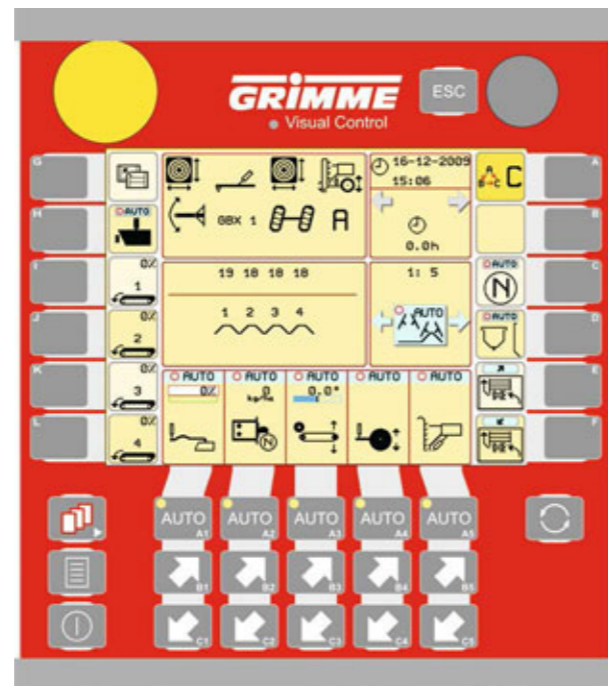 GRIMME
Visual Control
ESC
G
A
16-12-2009
15:06
B
C
C
H
AUTO
GBX 1
A
0.0h
B
I
0%
1
19 18 18 18
1: 5
AUTO
N
C
J
0%
2
1 2 3 4
AUTO
AUTO
D
K
0%
3
AUTO
AUTO
AUTO
AUTO
AUTO
E
0%
0
0.0°
kg/
N
L
0%
4
F
AUTO
AUTO
AUTO
AUTO
AUTO
A1
A2
A3
A4
A5
B1
B2
B3
B4
B5
C1
C2
C3
C4
C5